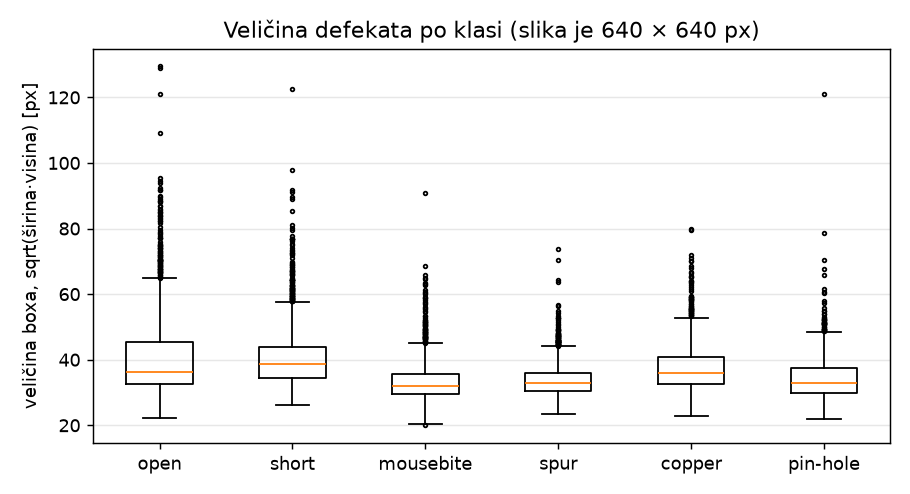 Veličina defekata po klasi (slika je 640 × 640 px)
veličina boxa, sqrt(širina·visina) [px]
120
100
80
60
40
20
open short mousebite spur copper pin-hole